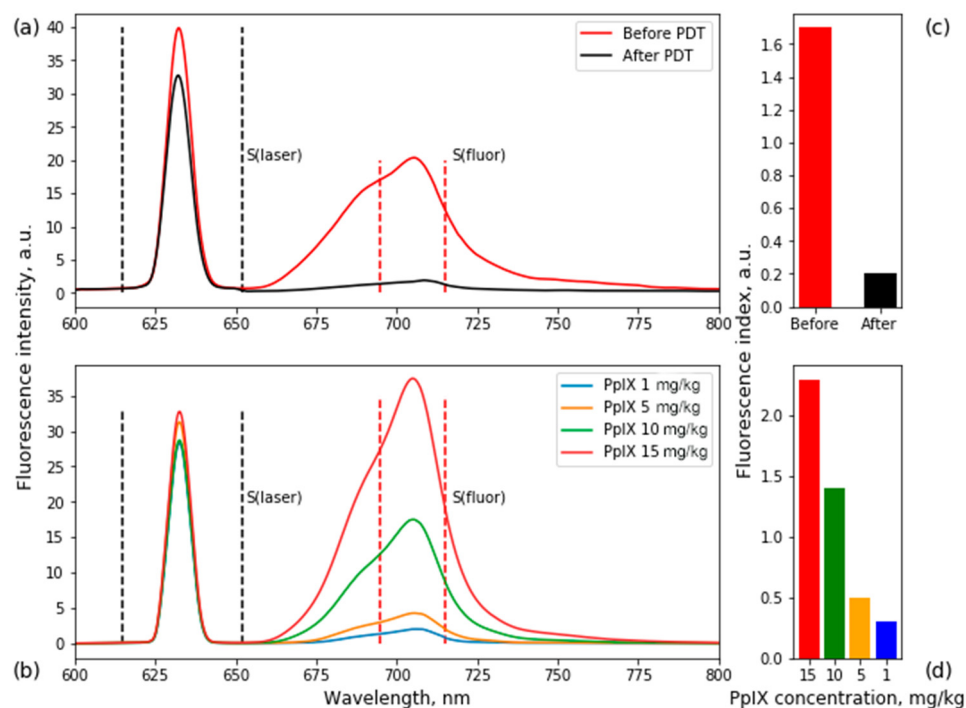 (a)
Before PDT
After PDT
S(laser)
S(fluor)
40
35
30
25
20
15
10
5
0
600
625
650
675
700
725
750
775
800
Fluorescence intensity, a.u.
(c)
1.6
1.4
1.2
1.0
0.8
0.6
0.4
0.2
0.0
Before
After
Fluorescence index, a.u.
(b)
PpIX 1 mg/kg
PpIX 5 mg/kg
PpIX 10 mg/kg
PpIX 15 mg/kg
S(laser)
S(fluor)
35
30
25
20
15
10
5
0
600
625
650
675
700
725
750
775
800
Wavelength, nm
(d)
2.0
1.5
1.0
0.5
0.0
15
10
5
1
PpIX concentration, mg/kg